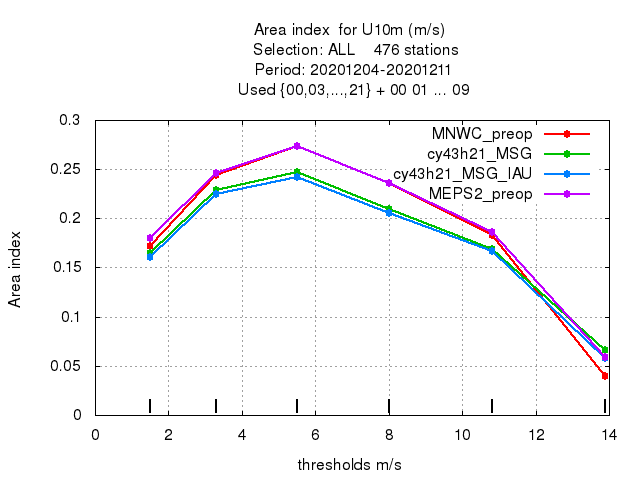 Area index  for U10m (m/s)
Selection: ALL    476 stations
Period: 20201204-20201211
Used {00,03,...,21} + 00 01 ... 09
MNWC_preop
cy43h21_MSG
cy43h21_MSG_IAU
MEPS2_preop
Area index
0.3
0.25
0.2
0.15
0.1
0.05
0
0 2 4 6 8 10 12 14
thresholds m/s